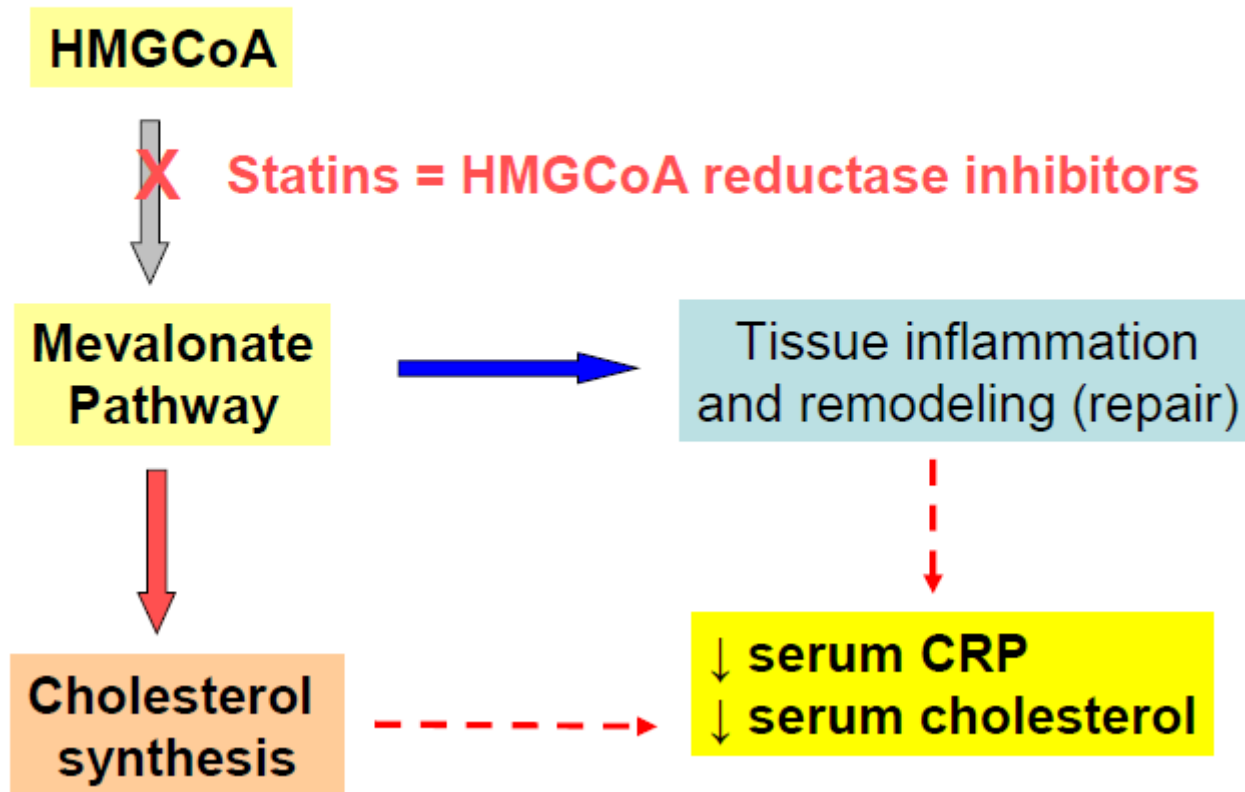 HMGCoA
X
Statins = HMGCoA reductase inhibitors
Mevalonate
Pathway
Tissue inflammation
and remodeling (repair)
Cholesterol
synthesis
↓ serum CRP
↓ serum cholesterol